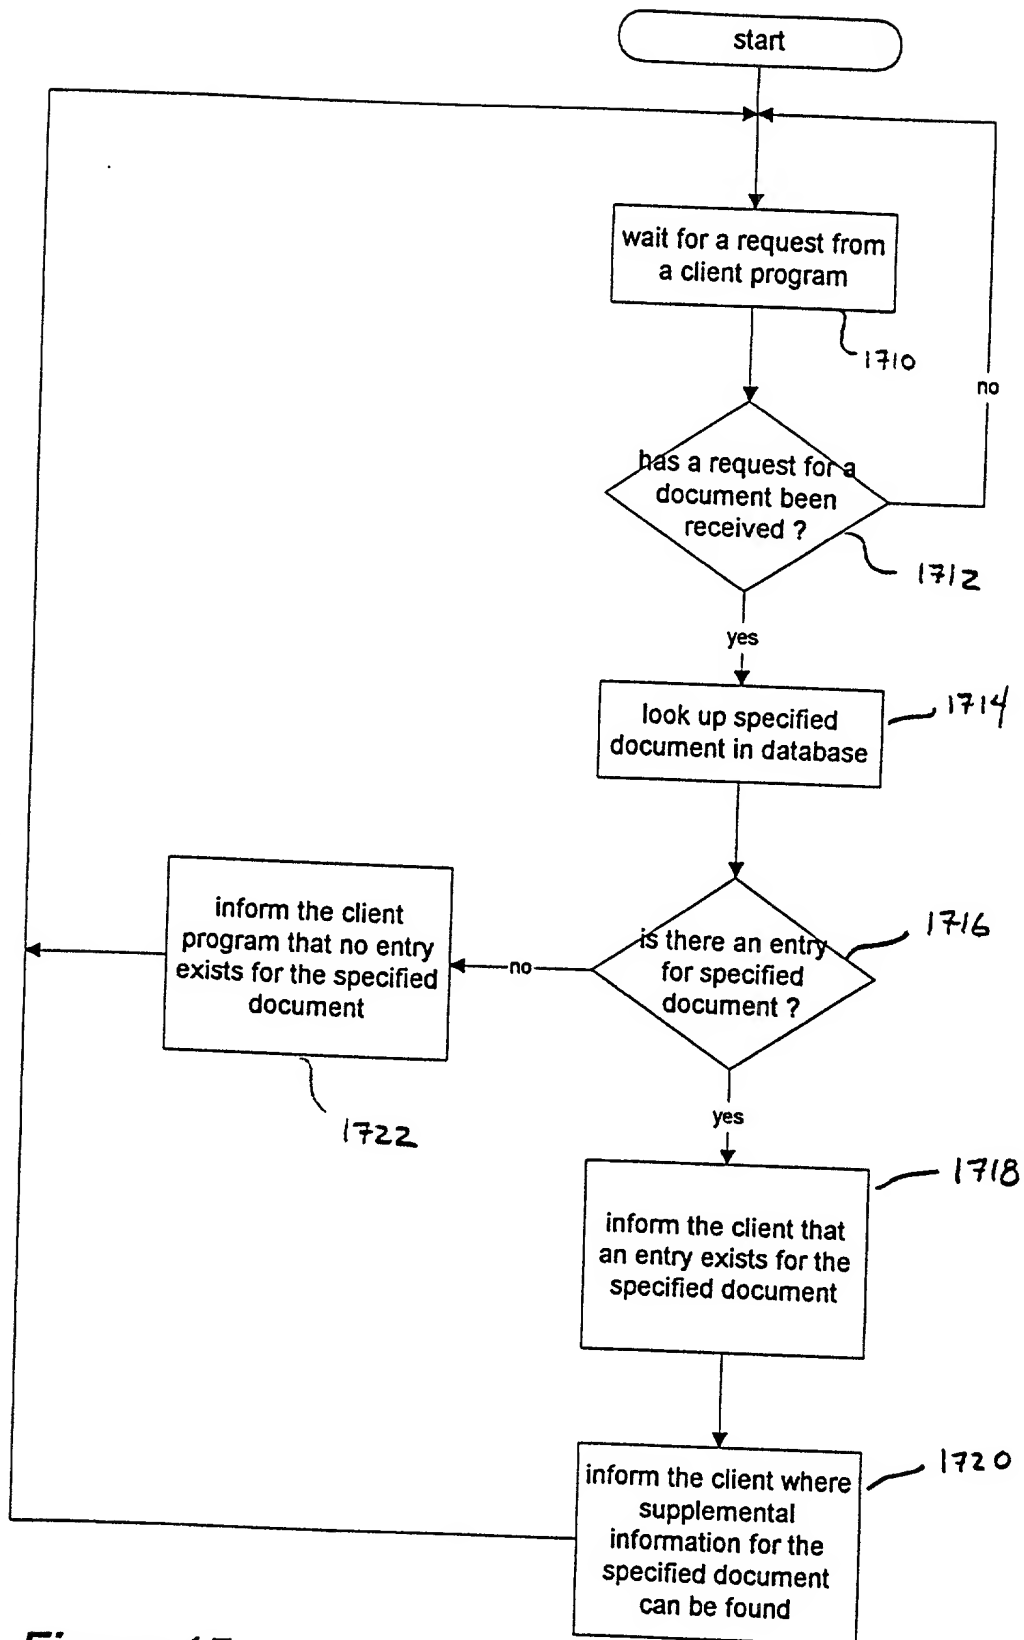 start
wait for a request from
a client program
1710
no
has a request for a
document been
received ?
1712
yes
look up specified
document in database
1714
is there an entry
for specified
document ?
1716
no
inform the client
program that no entry
exists for the specified
document
1722
yes
inform the client that
an entry exists for the
specified document
1718
inform the client where
supplemental
information for the
specified document
can be found
1720